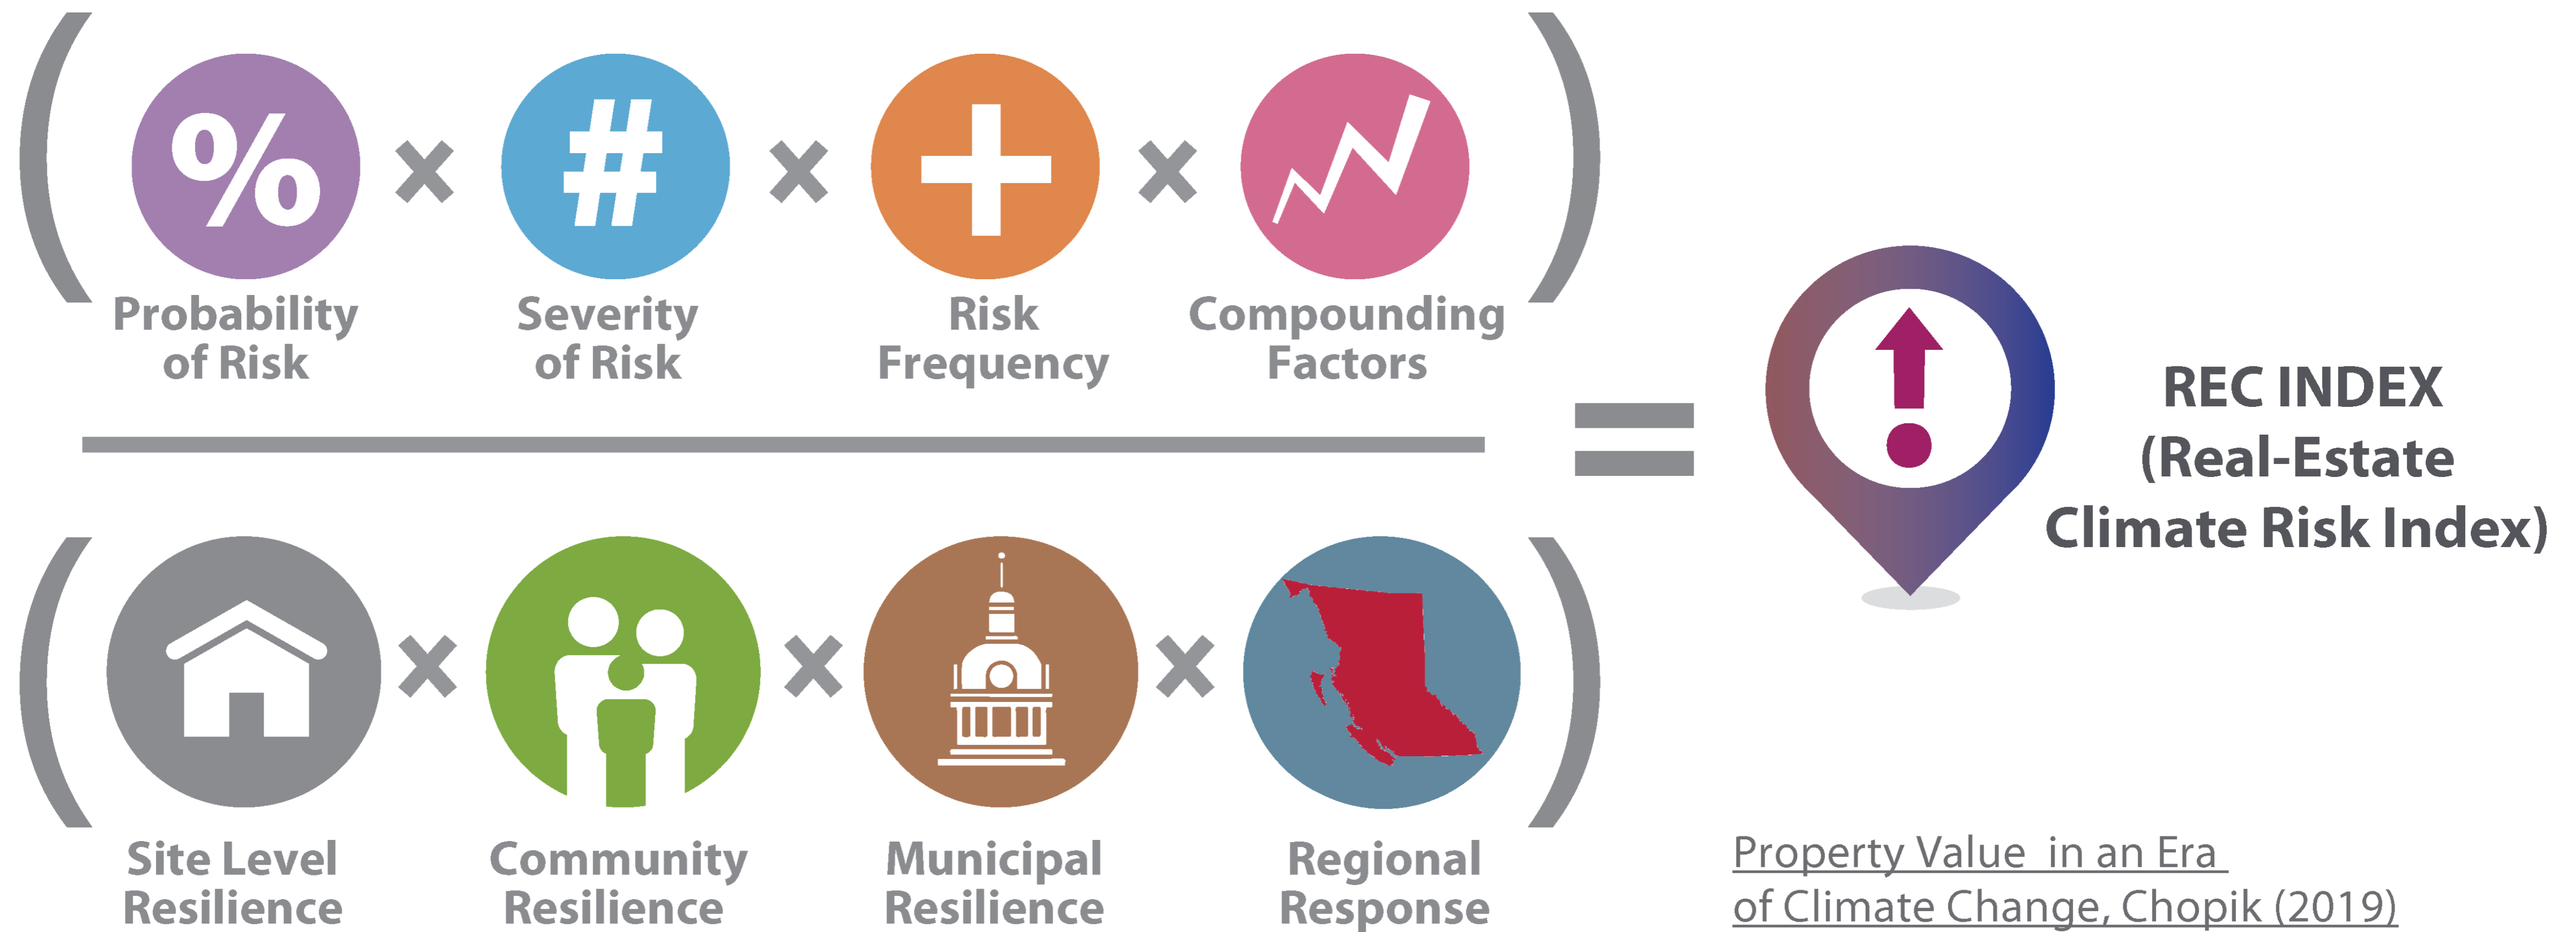 ( % × # × + × )
Probability of Risk
Severity of Risk
Risk Frequency
Compounding Factors
=
REC INDEX
(Real-Estate
Climate Risk Index)
( × × × )
Site Level Resilience
Community Resilience
Municipal Resilience
Regional Response
Property Value in an Era
of Climate Change, Chopik (2019)